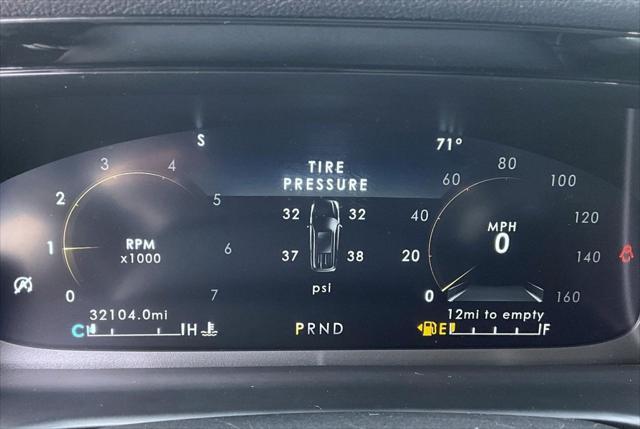 S
71°
TIRE
PRESSURE
0 1 2 3 4 5 6 7
RPM
x1000
32 32
37 38
psi
0 20 40 60 80 100 120 140 160
MPH
0
32104.0mi
C H
PRND
12mi to empty
E F